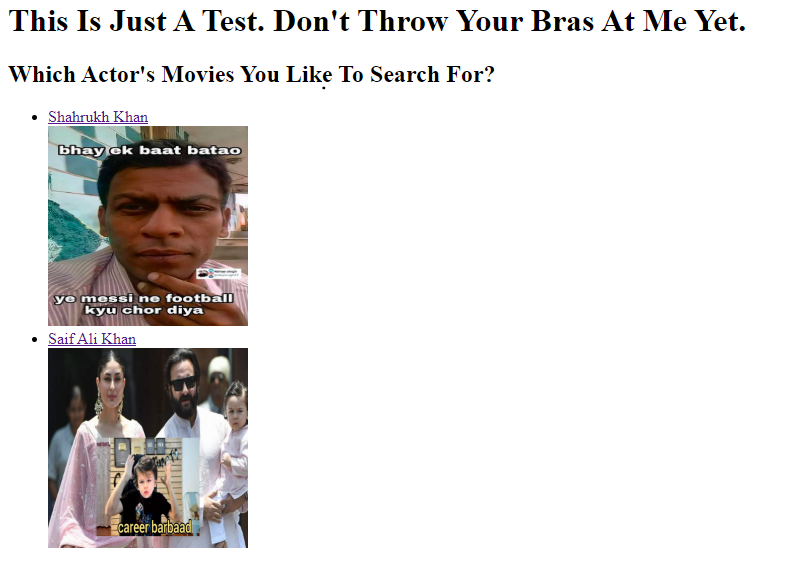 This Is Just A Test. Don't Throw Your Bras At Me Yet.
Which Actor's Movies You Like To Search For?
Shahrukh Khan
bhay ek baat batao
ye messi ne football
kyu chor diya
Saif Ali Khan
career barbaad